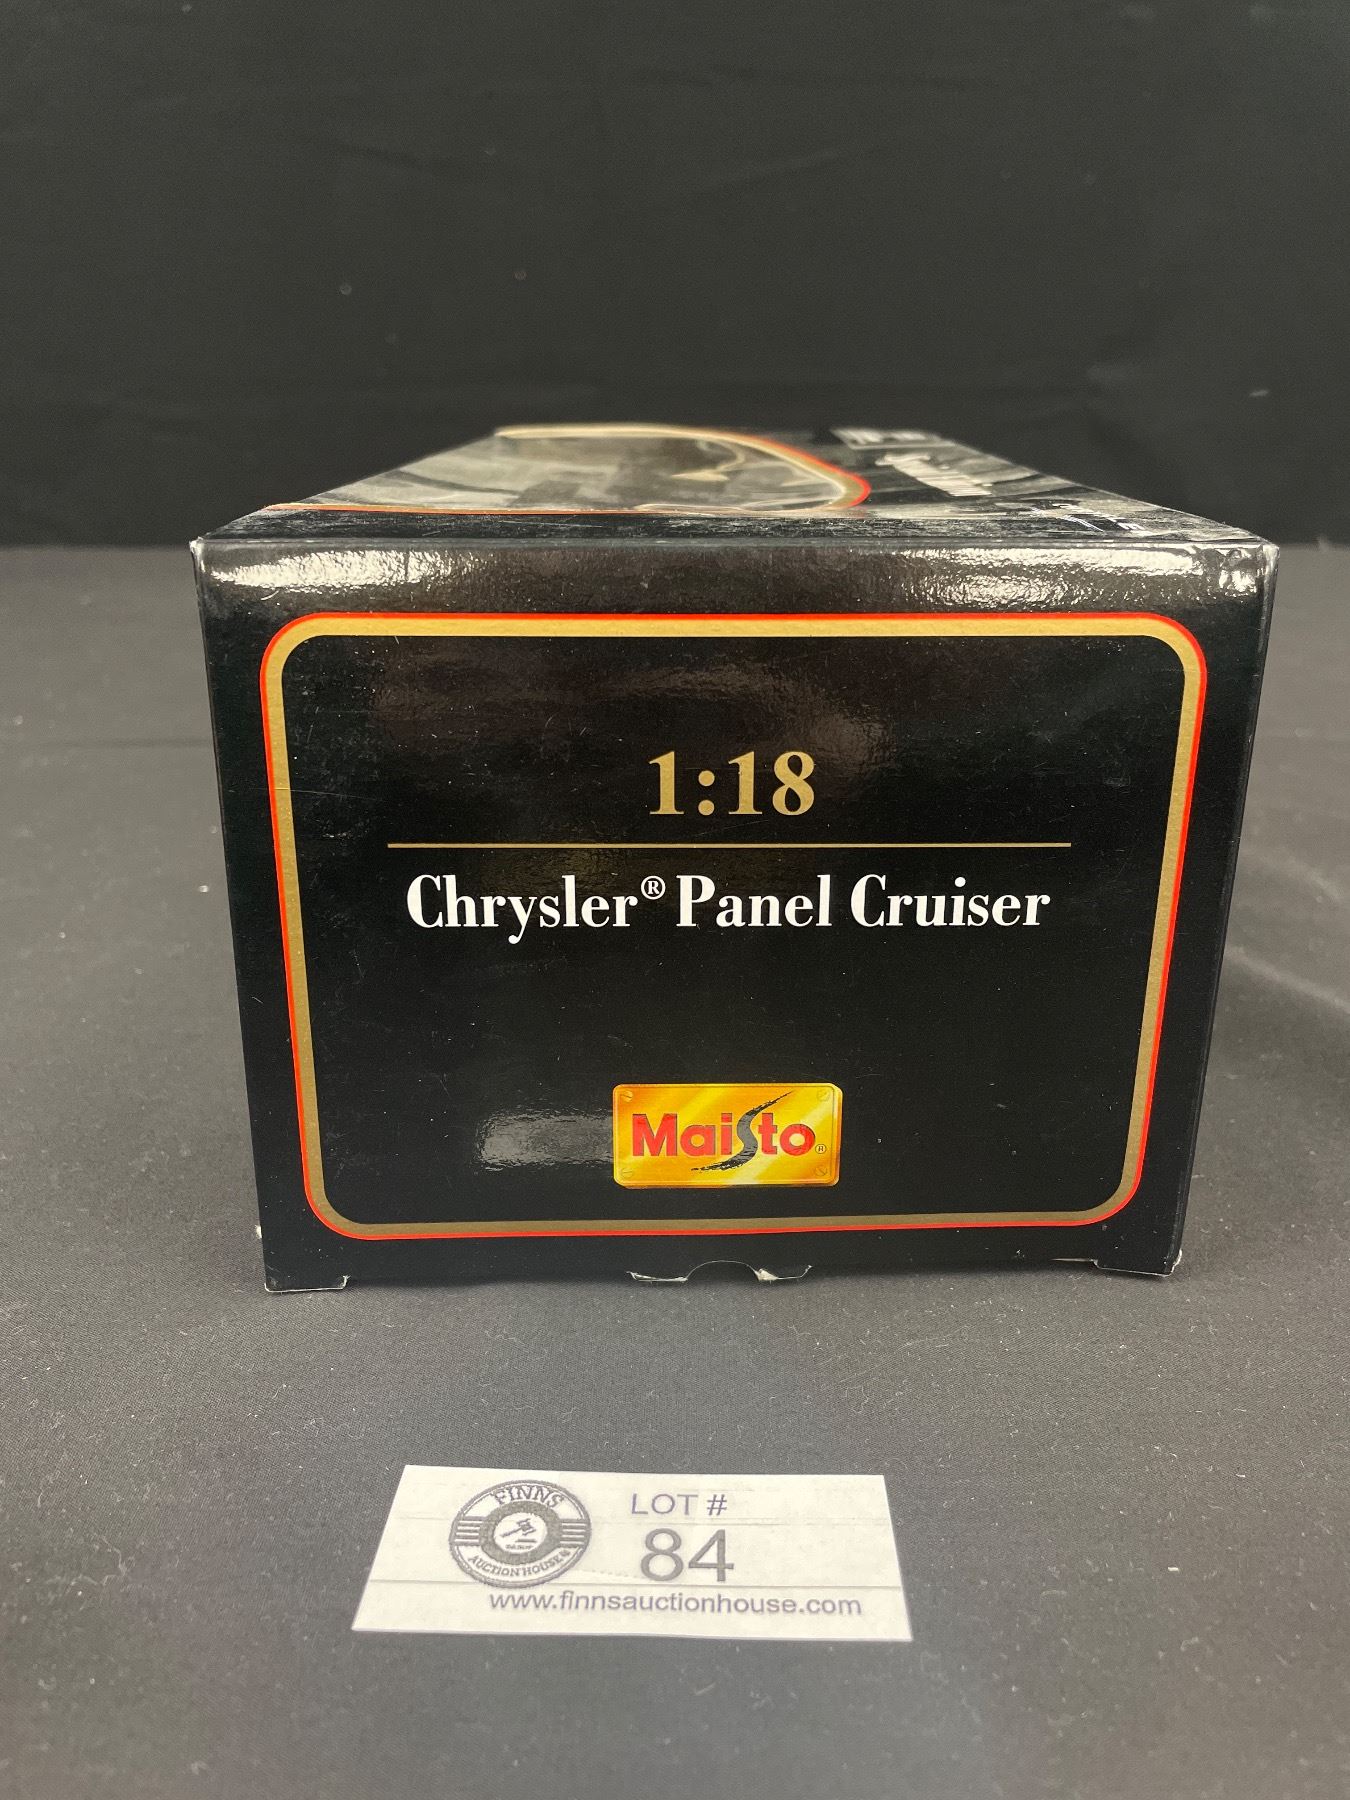 1:18
Chrysler® Panel Cruiser
Maisto®
FINNS
AUCTION HOUSE
LOT #
84
www.finnsauctionhouse.com